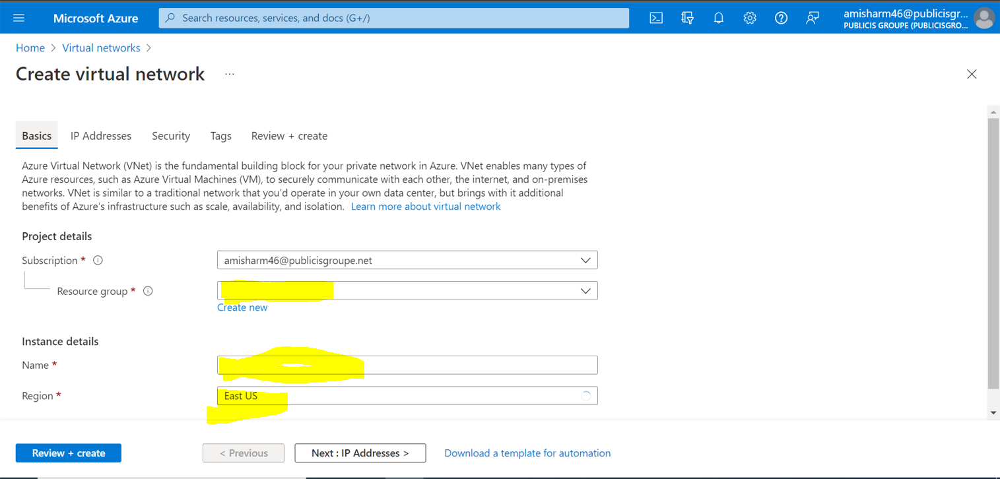 Microsoft Azure
Search resources, services, and docs (G+/)
amisharm46@publicisgr...
PUBLICIS GROUPE (PUBLICISGRO...
Home > Virtual networks >
Create virtual network ...
Basics IP Addresses Security Tags Review + create
Azure Virtual Network (VNet) is the fundamental building block for your private network in Azure. VNet enables many types of
Azure resources, such as Azure Virtual Machines (VM), to securely communicate with each other, the internet, and on-premises
networks. VNet is similar to a traditional network that you'd operate in your own data center, but brings with it additional
benefits of Azure's infrastructure such as scale, availability, and isolation. Learn more about virtual network
Project details
Subscription * amisharm46@publicisgroupe.net
Resource group *
Create new
Instance details
Name *
Region * East US
Review + create < Previous Next : IP Addresses > Download a template for automation